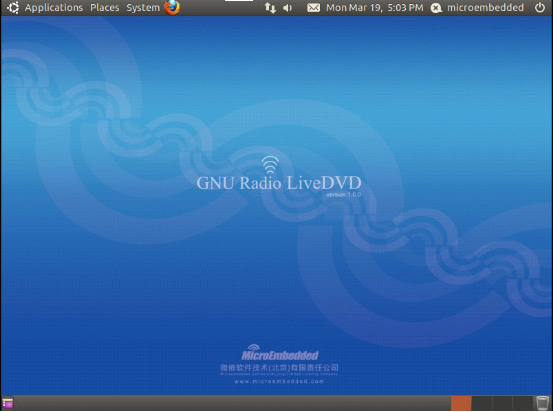 Applications Places System Mon Mar 19, 5:03 PM microembedded
GNU Radio LiveDVD
version 1.0.0
MicroEmbedded
微嵌软件技术(北京)有限责任公司
www.microembedded.com